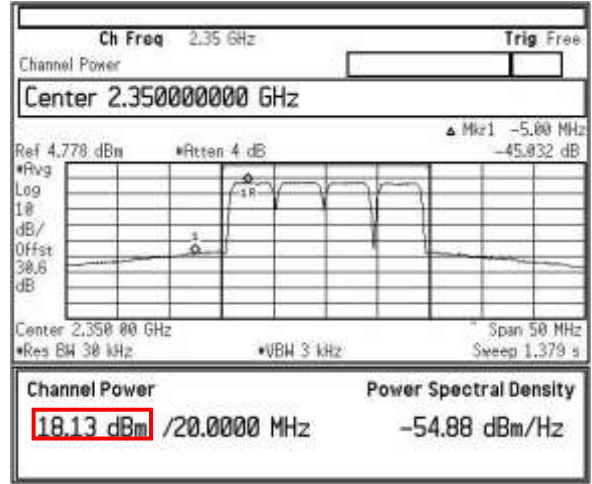 Ch Freq 2.35 GHz Trig Free
Channel Power
Center 2.350000000 GHz
▵ Mkr1 -5.00 MHz
Ref 4.778 dBm #Atten 4 dB -45.032 dB
#Avg
Log
10
dB/
Offst
30.6
dB
1R
1
Center 2.350 00 GHz Span 50 MHz
#Res BW 30 kHz #VBW 3 kHz Sweep 1.379 s
Channel Power Power Spectral Density
18.13 dBm /20.0000 MHz -54.88 dBm/Hz